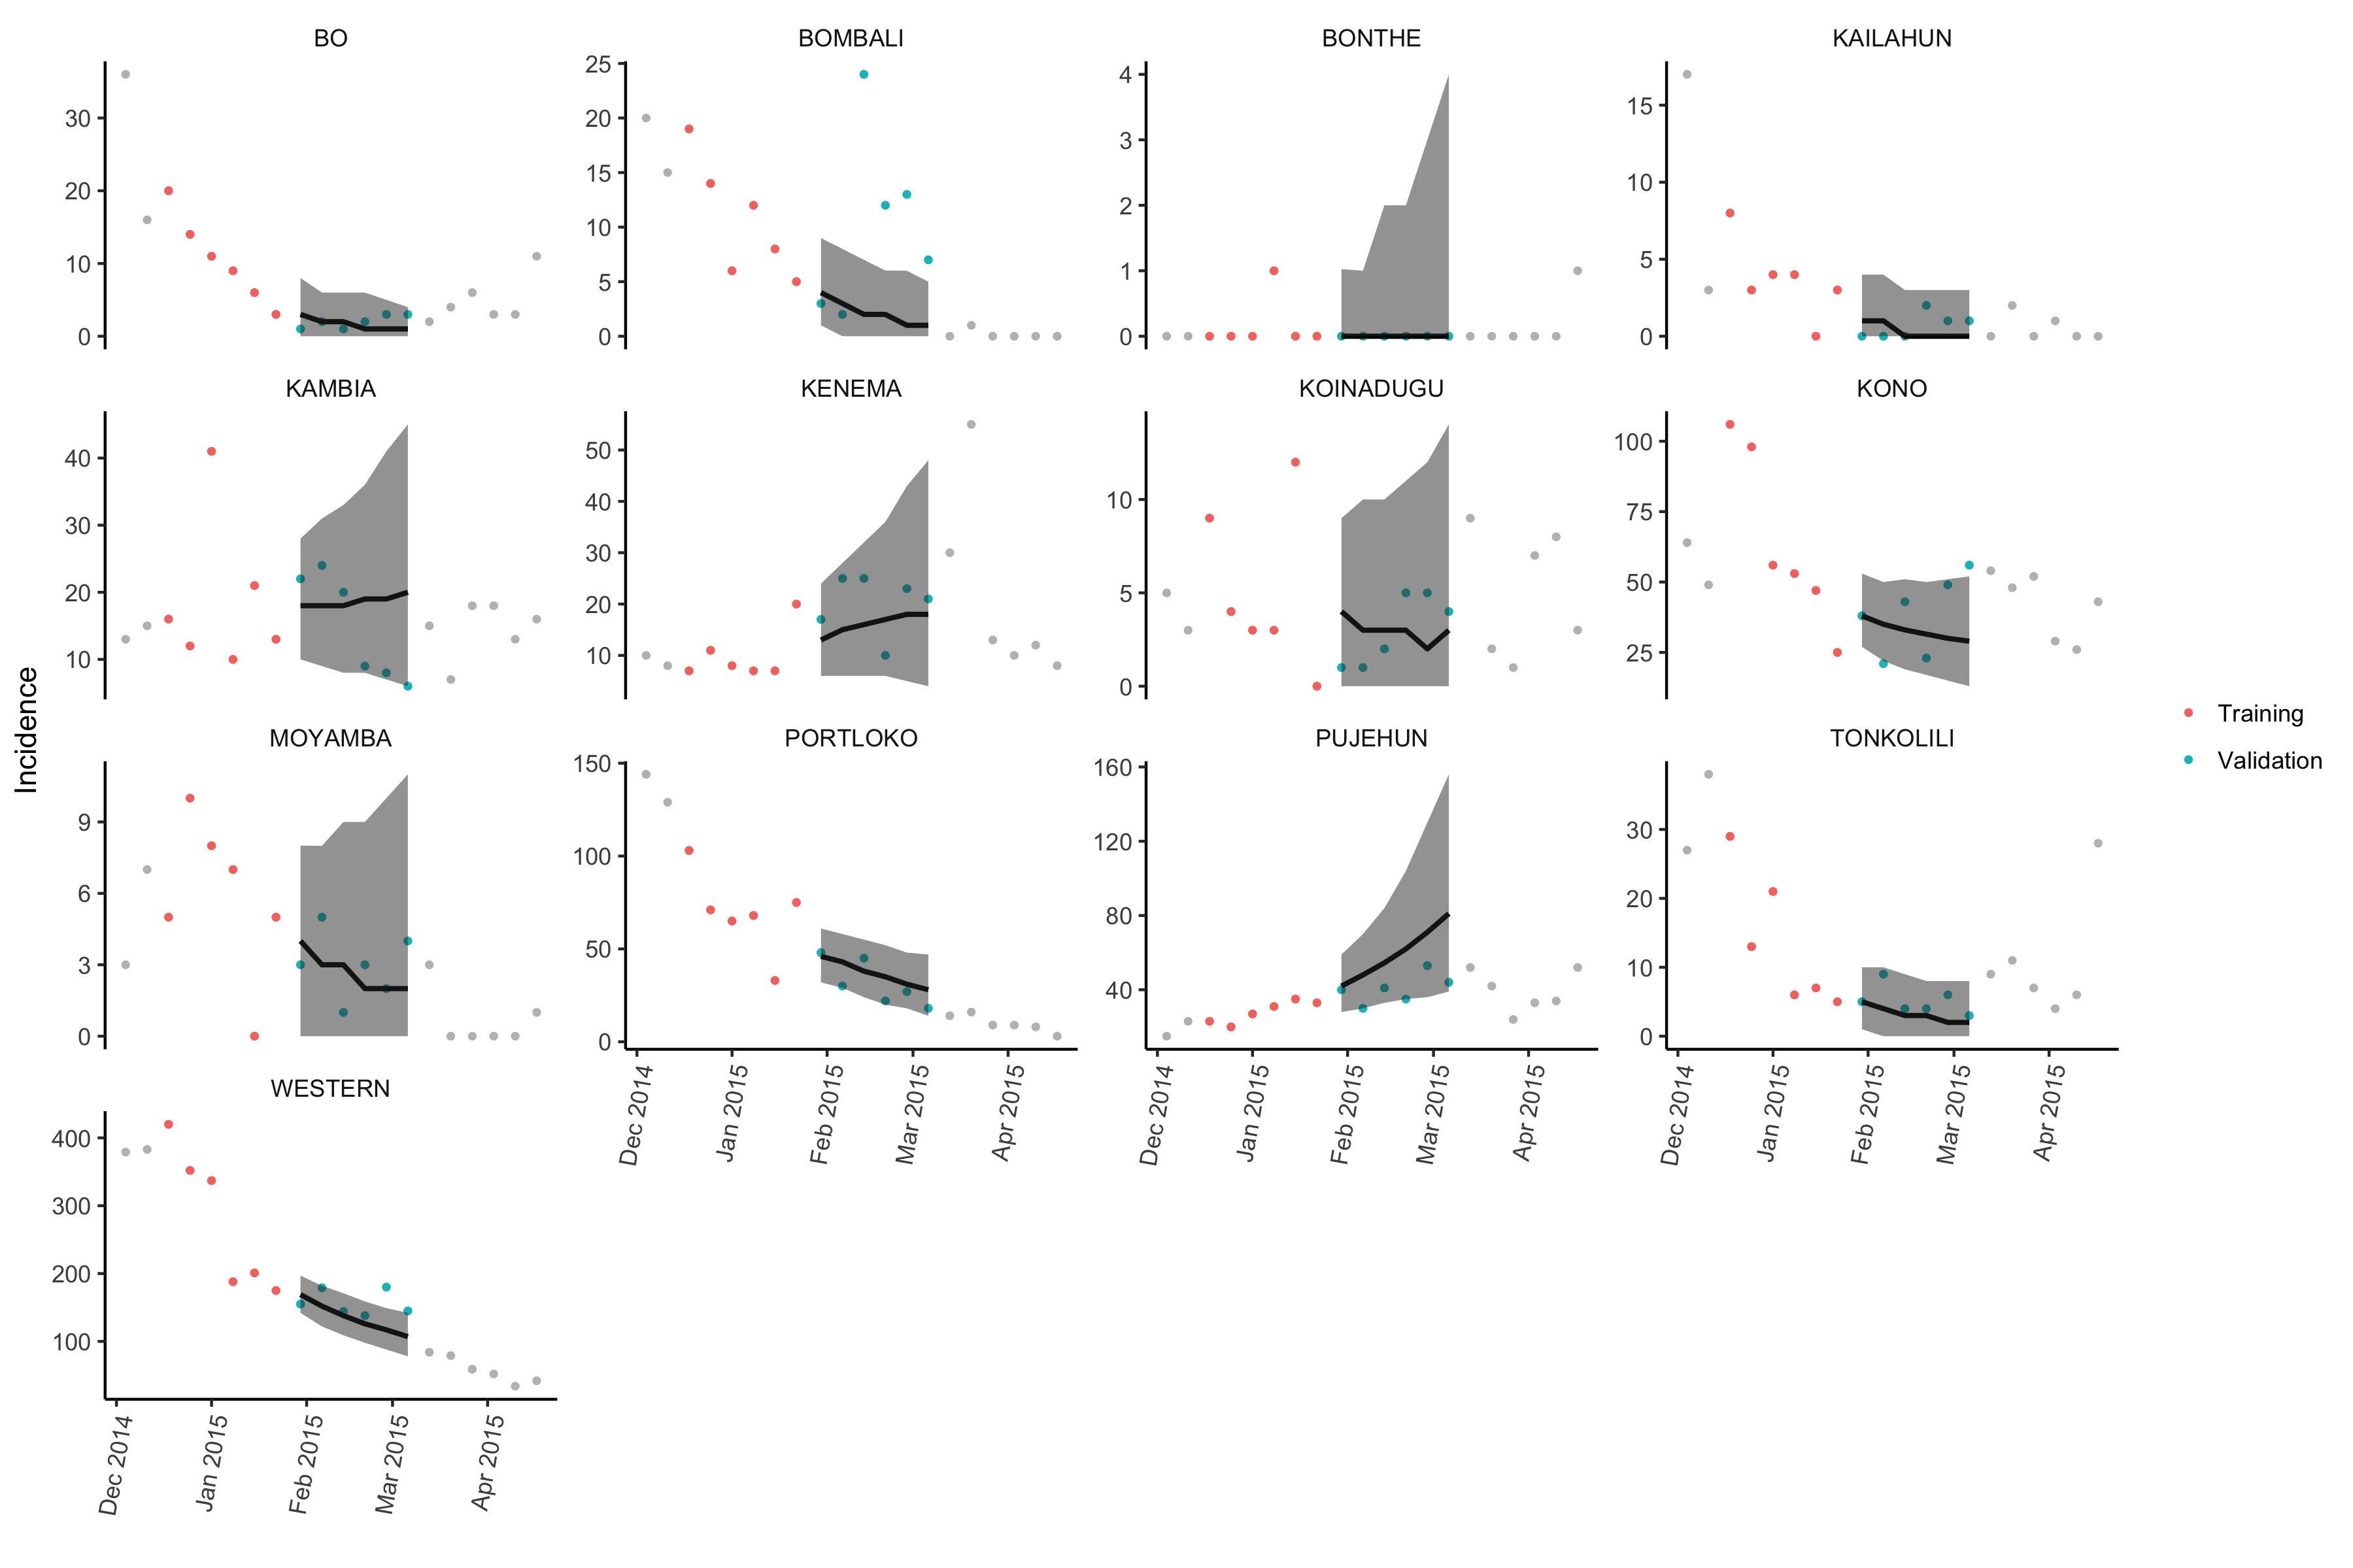 BO
BOMBALI
BONTHE
KAILAHUN
30
20
10
0
25
20
15
10
5
0
4
3
2
1
0
15
10
5
0
KAMBIA
KENEMA
KOINADUGU
KONO
40
30
20
10
50
40
30
20
10
10
5
0
100
75
50
25
MOYAMBA
PORTLOKO
PUJEHUN
TONKOLILI
9
6
3
0
150
100
50
0
160
120
80
40
30
20
10
0
Dec 2014
Jan 2015
Feb 2015
Mar 2015
Apr 2015
Dec 2014
Jan 2015
Feb 2015
Mar 2015
Apr 2015
Dec 2014
Jan 2015
Feb 2015
Mar 2015
Apr 2015
WESTERN
400
300
200
100
Dec 2014
Jan 2015
Feb 2015
Mar 2015
Apr 2015
Incidence
Training
Validation